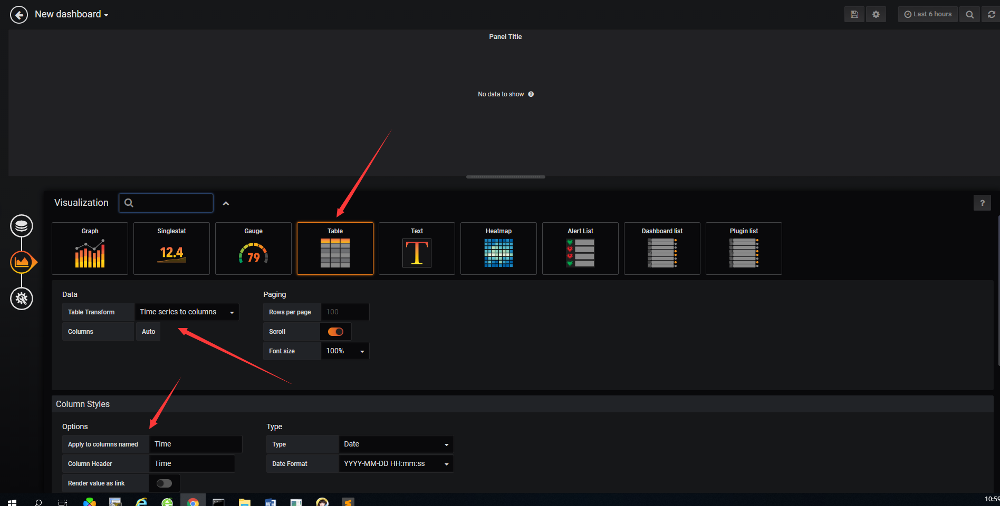 New dashboard
Last 6 hours
Panel Title
No data to show
Visualization
?
Graph
Singlestat
12.4
Gauge
79
Table
Text
T
Heatmap
Alert List
Dashboard list
Plugin list
Data
Table Transform
Time series to columns
Columns
Auto
Paging
Rows per page
100
Scroll
Font size
100%
Column Styles
Options
Apply to columns named
Time
Column Header
Time
Render value as link
Type
Type
Date
Date Format
YYYY-MM-DD HH:mm:ss
10:59